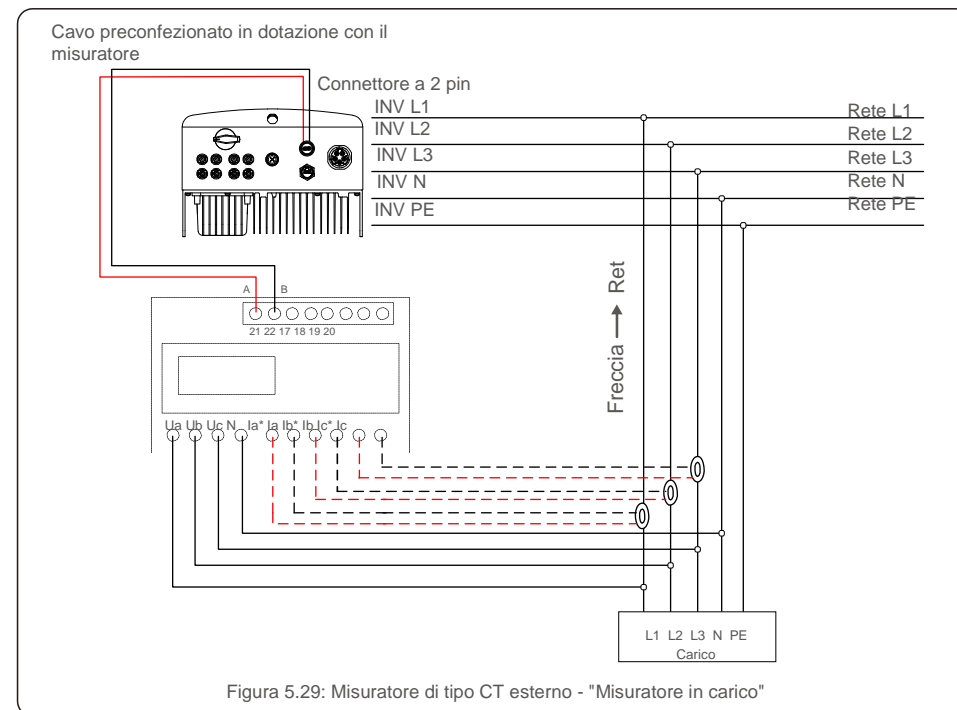 Cavo preconfezionato in dotazione con il
misuratore
Connettore a 2 pin
INV L1
Rete L1
INV L2
Rete L2
INV L3
Rete L3
INV N
Rete N
INV PE
Rete PE
Freccia → Ret
A B
21 22 17 18 19 20
Ua Ub Uc N Ia* Ia Ib* Ib Ic* Ic
L1 L2 L3 N PE
Carico
Figura 5.29: Misuratore di tipo CT esterno - "Misuratore in carico"